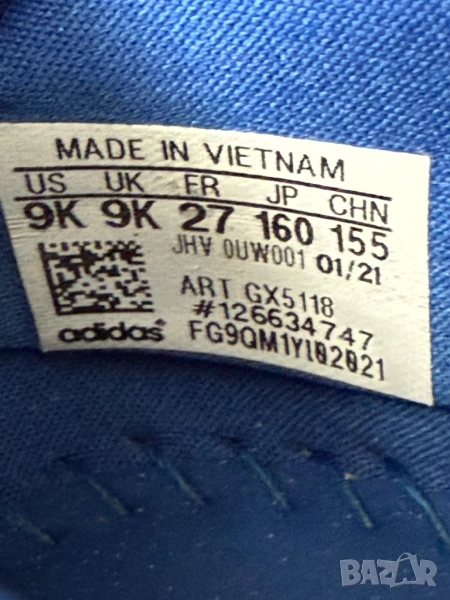 MADE IN VIETNAM
US UK FR JP CHN
9K 9K 27 160 155
JHV 0UW001 01/21
ART GX5118
#126634747
adidas FG9QM1Y102021
BAZAR